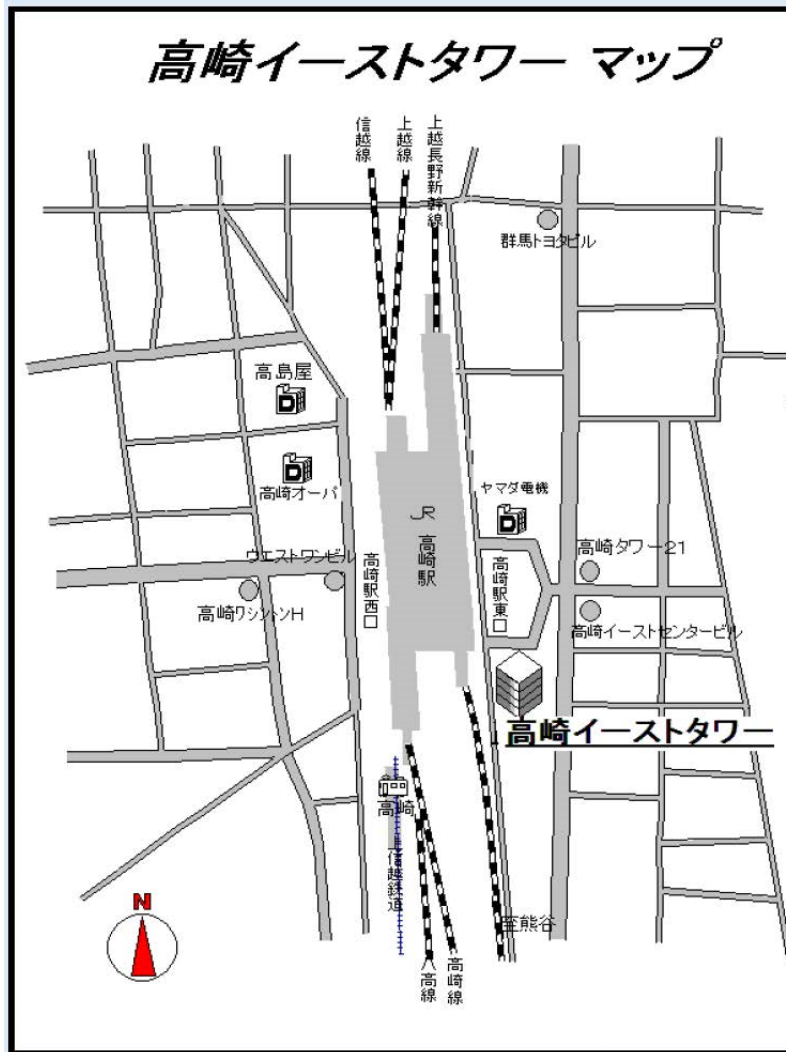 高崎イーストタワー マップ
信越線
上越線
上越長野新幹線
群馬トヨタビル
高島屋
高崎オーパ
ヤマダ電機
ウエストワンビル
高崎ワシントンH
高崎駅西口
JR 高崎駅
高崎駅東口
高崎タワー21
高崎イーストセンタービル
高崎イーストタワー
高崎
上信越鉄道
至熊谷
八高線
高崎線
N